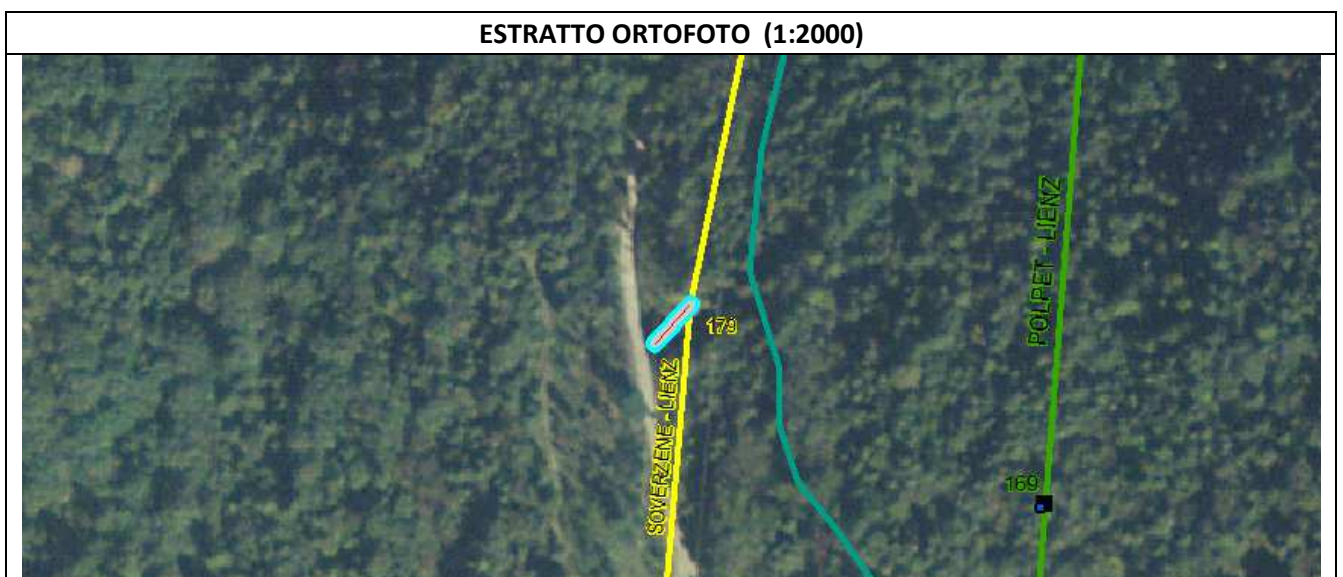 ESTRATTO ORTOFOTO (1:2000)
POLPET - LIENZ
179
SOVERZENE - LIENZ
169